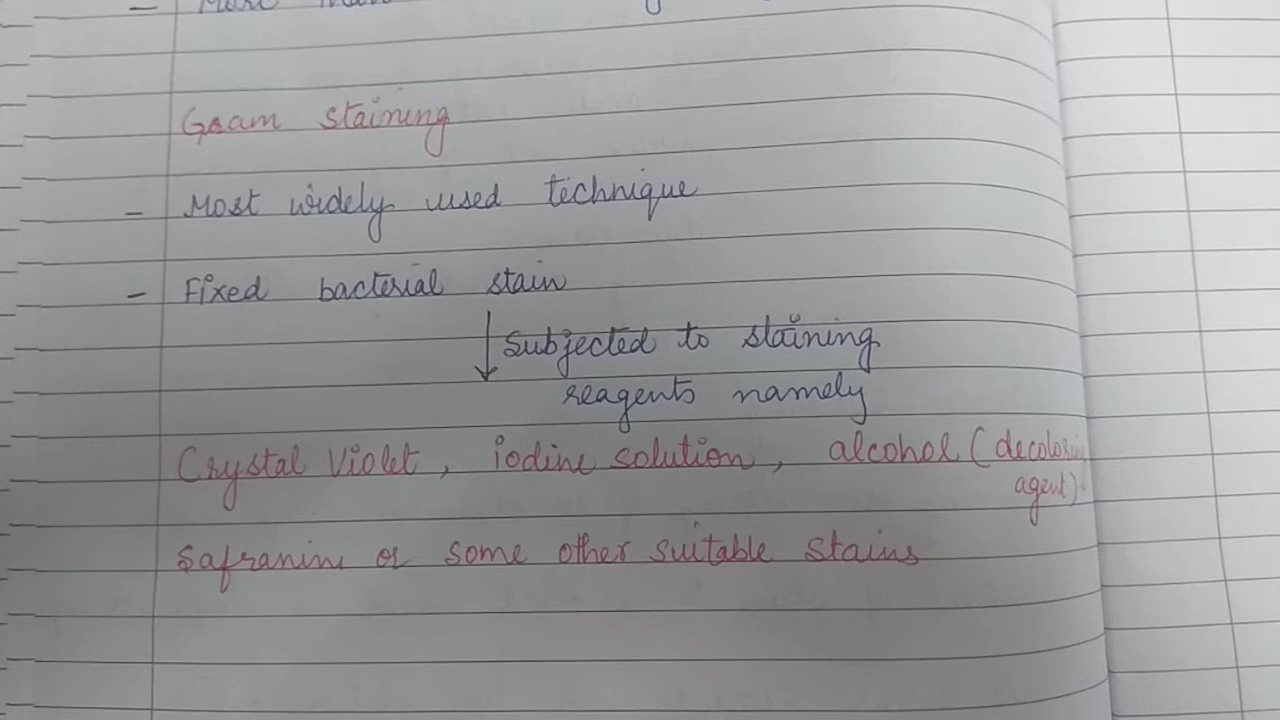 Gram staining
- Most widely used technique
- Fixed bacterial stain
↓ Subjected to staining
reagents namely
Crystal Violet, iodine solution, alcohol (decoloring
agent).
Safranin or some other suitable stains